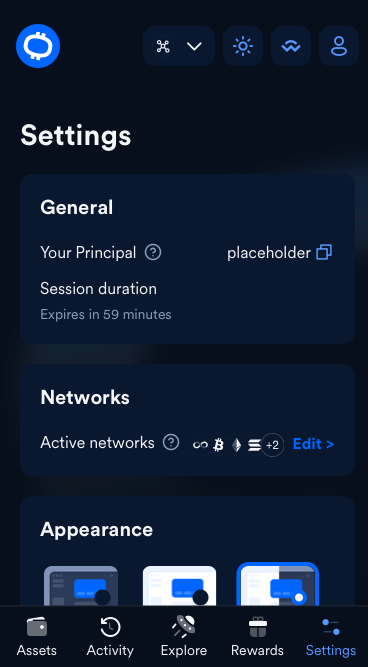 Settings
General
Your Principal placeholder
Session duration
Expires in 59 minutes
Networks
Active networks +2 Edit >
Appearance
Assets Activity Explore Rewards Settings